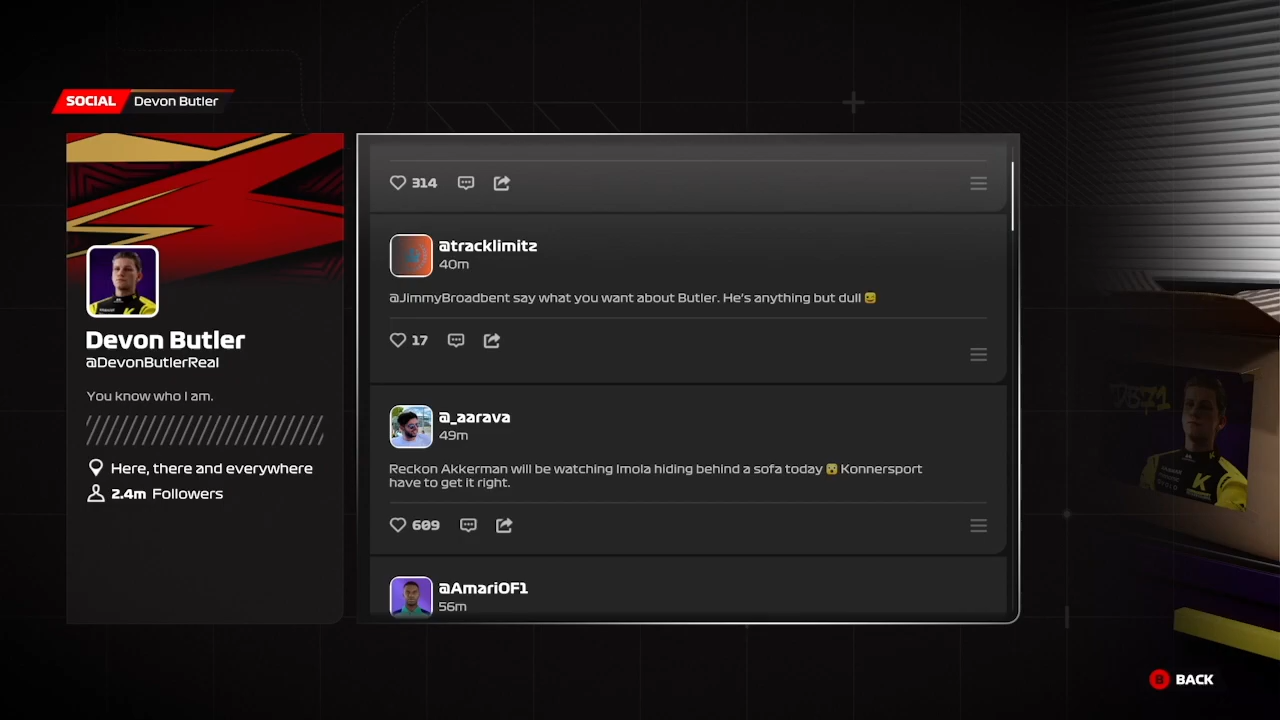 SOCIAL Devon Butler
Devon Butler
@DevonButlerReal
You know who I am.
Here, there and everywhere
2.4m Followers
314
@tracklimitz
40m
@JimmyBroadbent say what you want about Butler. He's anything but dull 😄
17
@_aarava
49m
Reckon Akkerman will be watching Imola hiding behind a sofa today 😮 Konnersport
have to get it right.
609
@AmariOF1
56m
B BACK